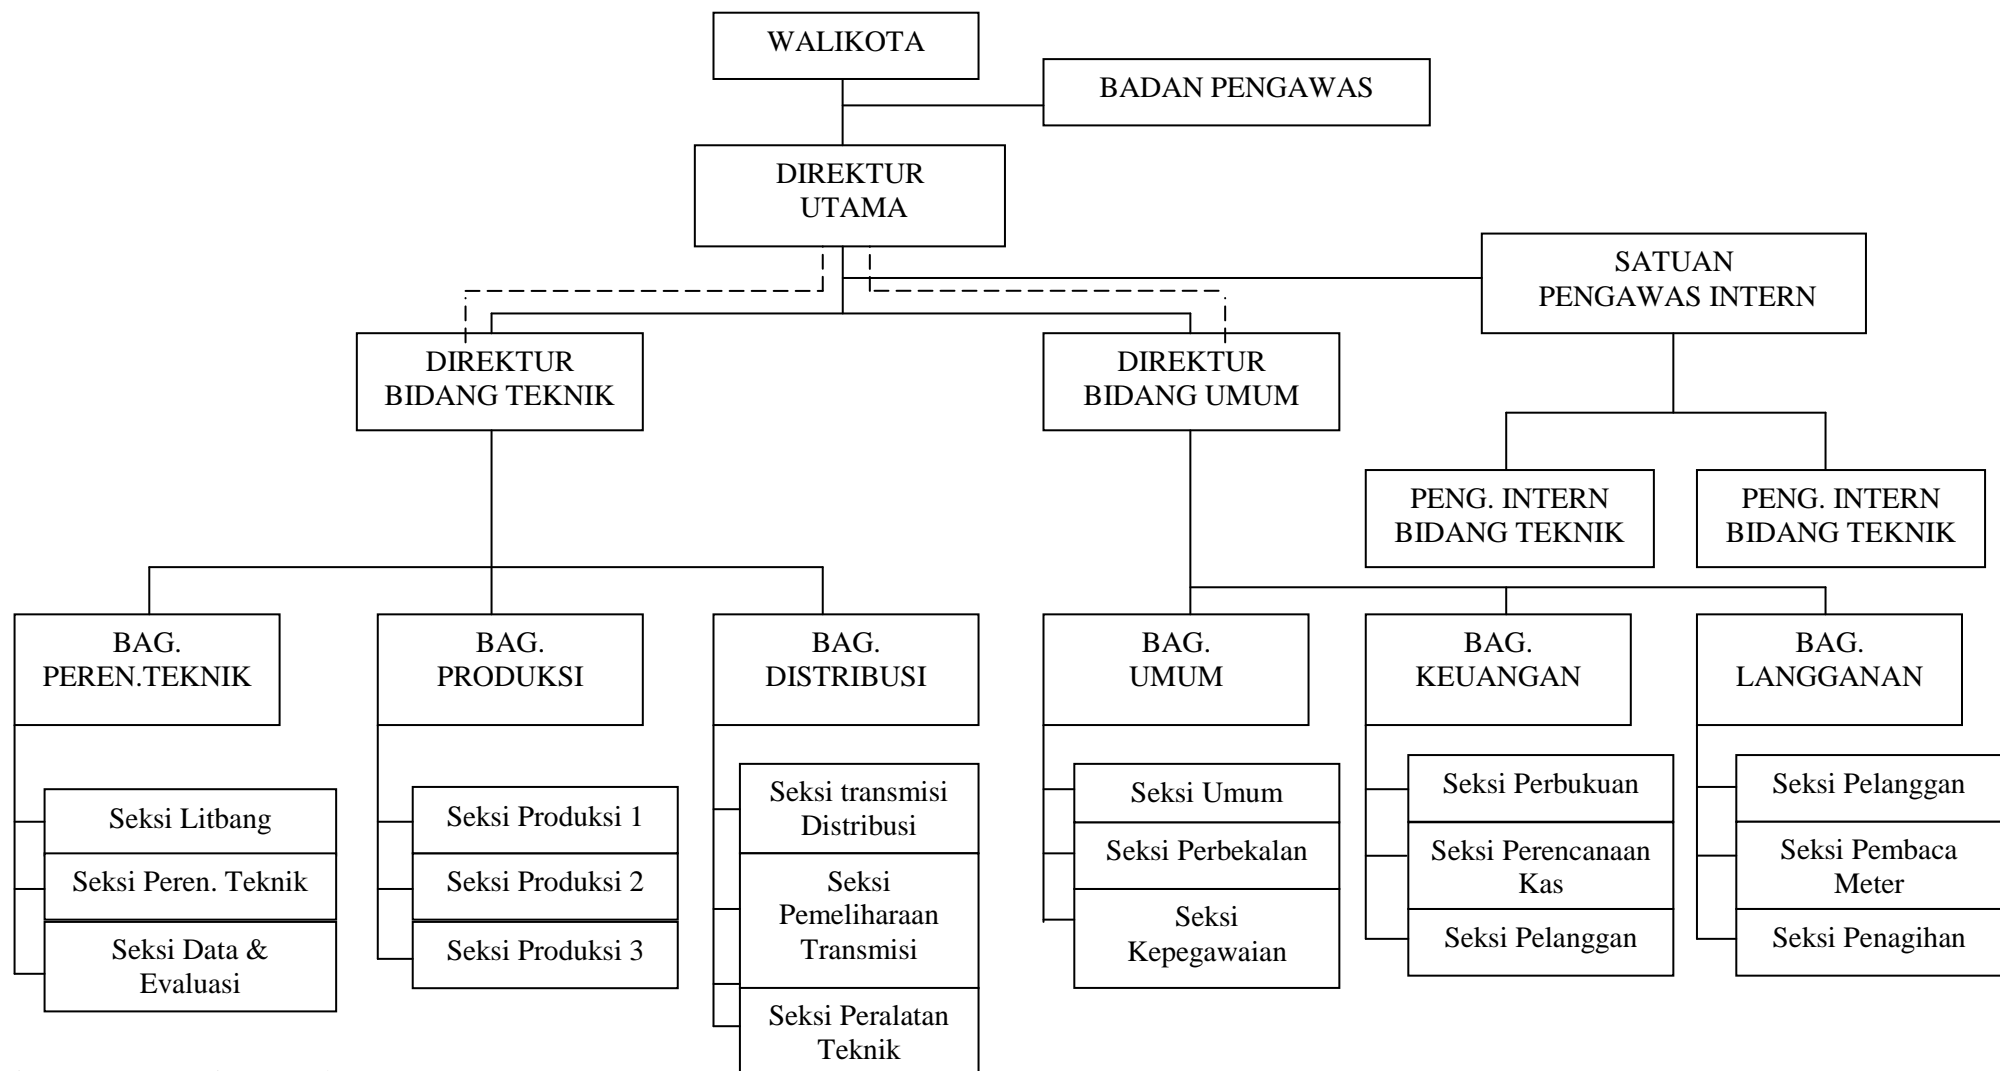 WALIKOTA
BADAN PENGAWAS
DIREKTUR
UTAMA
SATUAN
PENGAWAS INTERN
DIREKTUR
BIDANG TEKNIK
DIREKTUR
BIDANG UMUM
PENG. INTERN
BIDANG TEKNIK
PENG. INTERN
BIDANG TEKNIK
BAG.
PEREN.TEKNIK
BAG.
PRODUKSI
BAG.
DISTRIBUSI
BAG.
UMUM
BAG.
KEUANGAN
BAG.
LANGGANAN
Seksi Litbang
Seksi Peren. Teknik
Seksi Data &
Evaluasi
Seksi Produksi 1
Seksi Produksi 2
Seksi Produksi 3
Seksi transmisi
Distribusi
Seksi
Pemeliharaan
Transmisi
Seksi Peralatan
Teknik
Seksi Umum
Seksi Perbekalan
Seksi
Kepegawaian
Seksi Perbukuan
Seksi Perencanaan
Kas
Seksi Pelanggan
Seksi Pelanggan
Seksi Pembaca
Meter
Seksi Penagihan